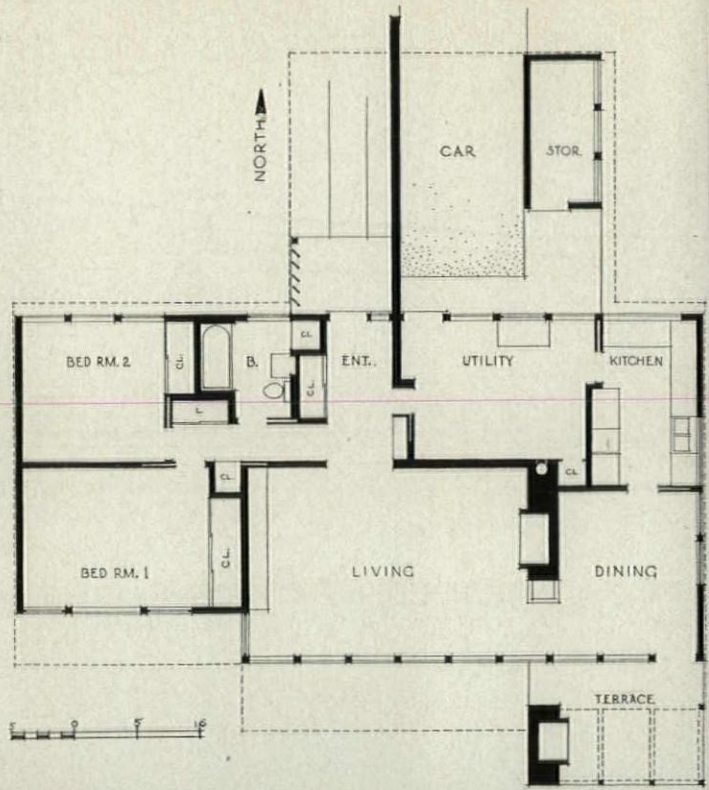 NORTH
CAR
STOR.
BED RM. 2
CL.
B.
CL
ENT.
UTILITY
KITCHEN
CL.
L
CL
CL
BED RM. 1
CL.
LIVING
DINING
TERRACE
5 0 5 10